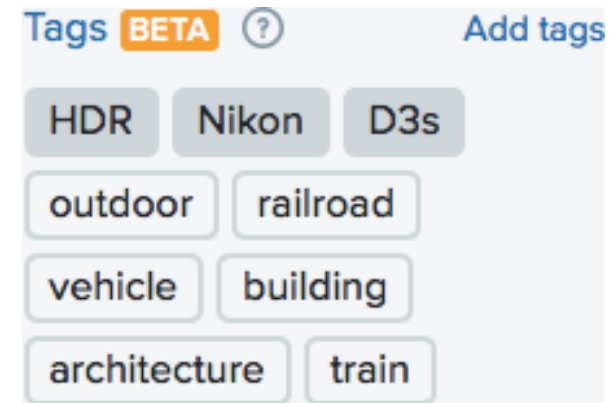 Tags BETA ? Add tags
HDR Nikon D3s
outdoor railroad
vehicle building
architecture train